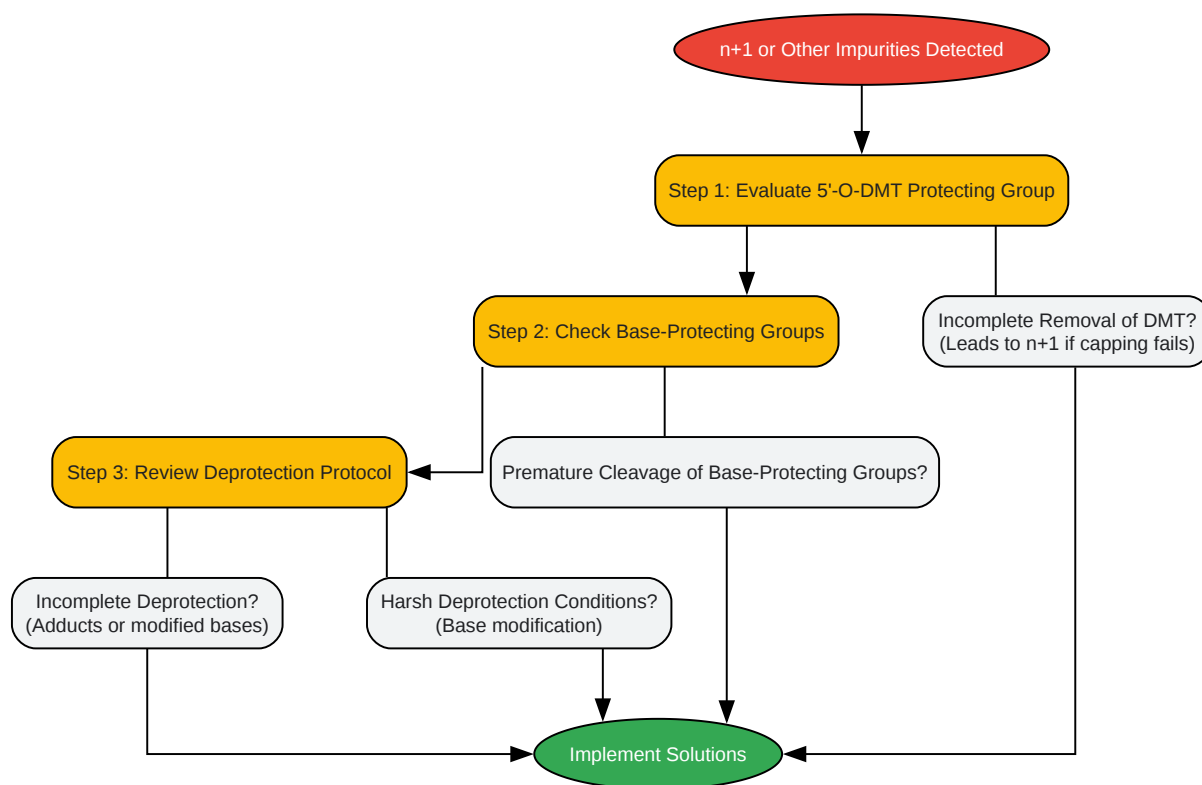 n+1 or Other Impurities Detected
Step 1: Evaluate 5'-O-DMT Protecting Group
Step 2: Check Base-Protecting Groups
Incomplete Removal of DMT?
(Leads to n+1 if capping fails)
Step 3: Review Deprotection Protocol
Premature Cleavage of Base-Protecting Groups?
Incomplete Deprotection?
(Adducts or modified bases)
Harsh Deprotection Conditions?
(Base modification)
Implement Solutions